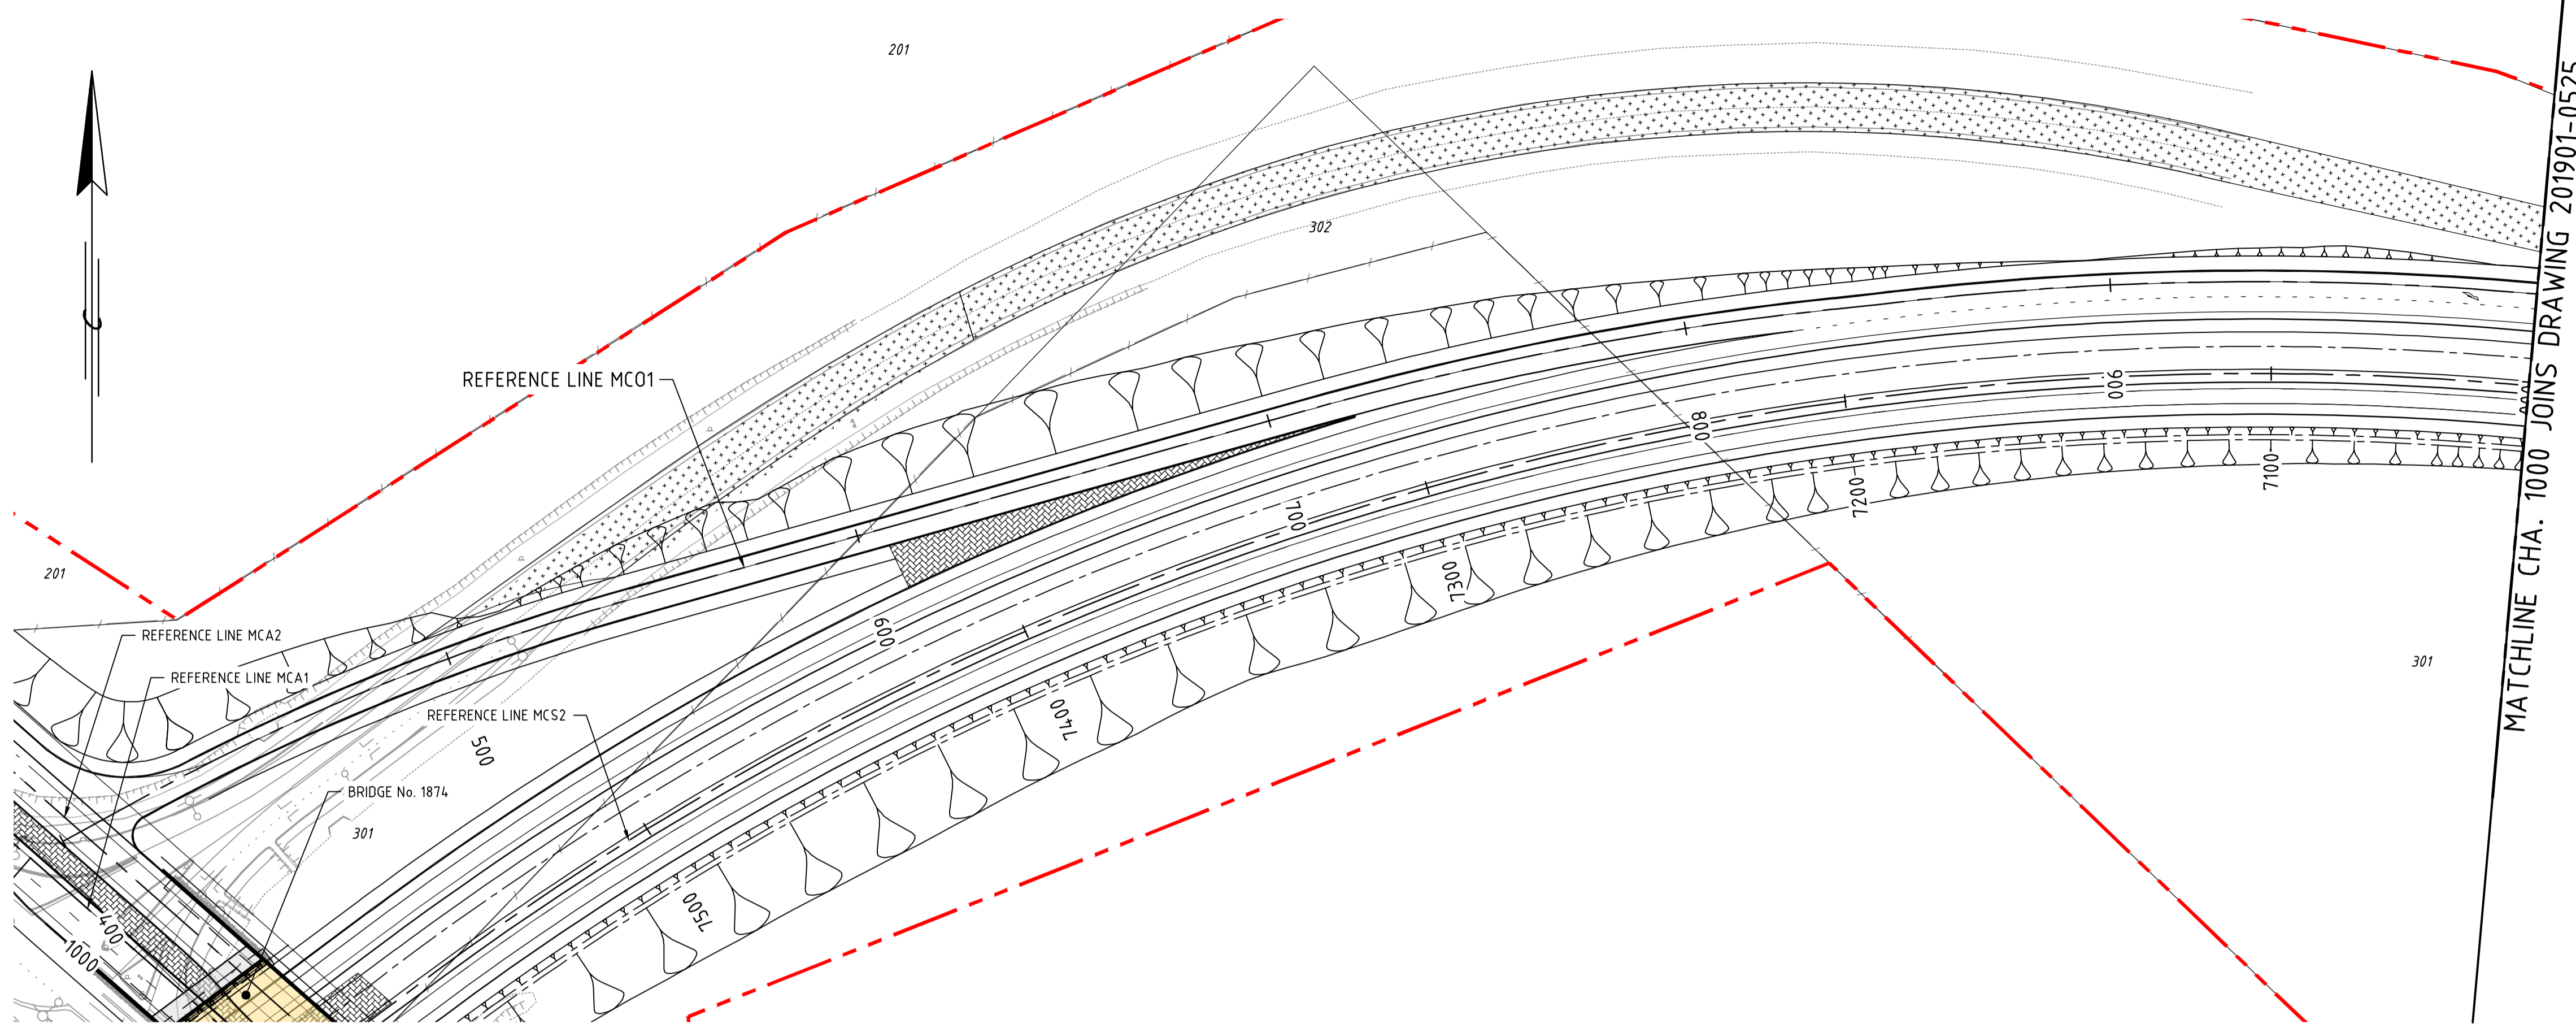 201
302
REFERENCE LINE MC01
900
800
700
7100
7200
7300
600
201
REFERENCE LINE MCA2
REFERENCE LINE MCA1
REFERENCE LINE MCS2
7400
301
500
BRIDGE No. 1874
301
7500
400
1000
MATCHLINE CHA. 1000 JOINS DRAWING 201901-0525